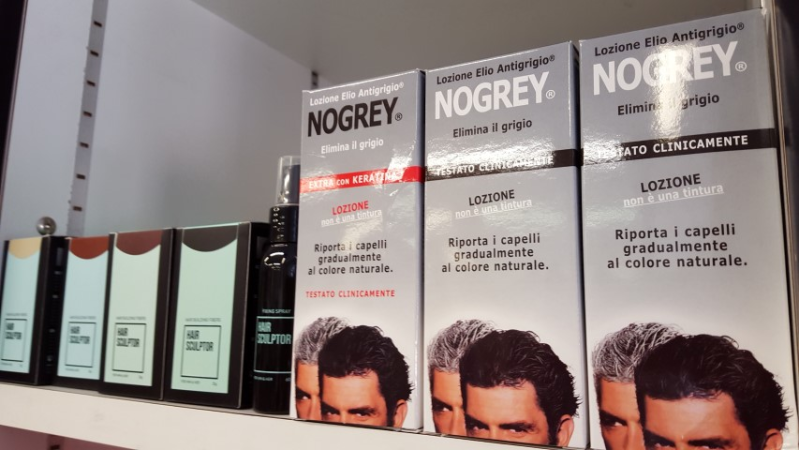 Lozione Elio Antigrigio®
NOGREY®
Elimina il grigio
EXTRA CON KERATINA
LOZIONE
non è una tintura
Riporta i capelli
gradualmente
al colore naturale.
TESTATO CLINICAMENTE
Lozione Elio Antigrigio®
NOGREY®
Elimina il grigio
TESTATO CLINICAMENTE
LOZIONE
non è una tintura
Riporta i capelli
gradualmente
al colore naturale.
Lozione Elio Antigrigio®
NOGREY®
Elimina il grigio
TESTATO CLINICAMENTE
LOZIONE
non è una tintura
Riporta i capelli
gradualmente
al colore naturale.
HAIR
SCULPTOR
HAIR
SCULPTOR
HAIR
SCULPTOR
HAIR
SCULPTOR
HAIR
SCULPTOR